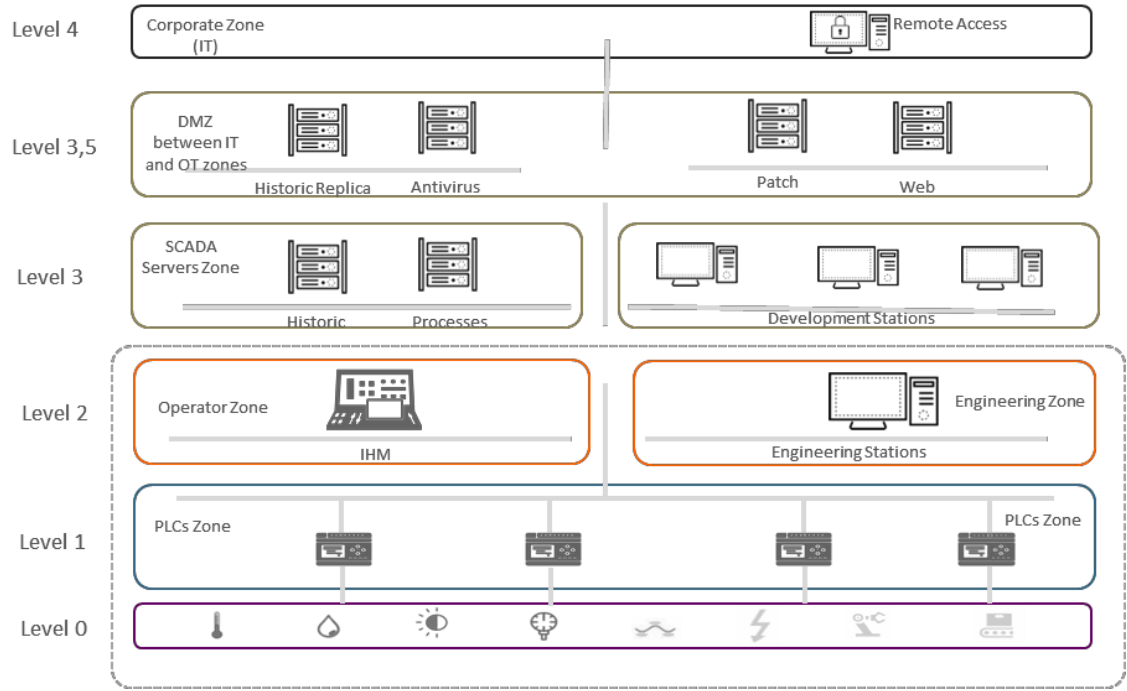 Level 4
Corporate Zone
(IT)
Remote Access
Level 3,5
DMZ
between IT
and OT zones
Historic Replica
Antivirus
Patch
Web
Level 3
SCADA
Servers Zone
Historic
Processes
Development Stations
Level 2
Operator Zone
IHM
Engineering Zone
Engineering Stations
Level 1
PLCs Zone
PLCs Zone
Level 0